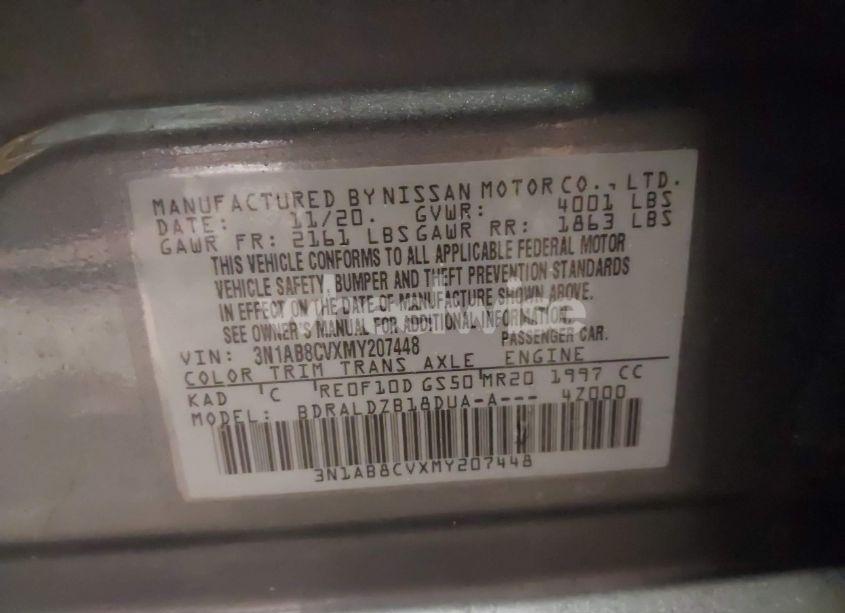 MANUFACTURED BY NISSAN MOTOR CO., LTD.
DATE: 11/20. GVWR: 4001 LBS
GAWR FR: 2161 LBS GAWR RR: 1863 LBS
THIS VEHICLE CONFORMS TO ALL APPLICABLE FEDERAL MOTOR
VEHICLE SAFETY, BUMPER AND THEFT PREVENTION STANDARDS
IN EFFECT ON THE DATE OF MANUFACTURE SHOWN ABOVE.
SEE OWNER'S MANUAL FOR ADDITIONAL INFORMATION.
VIN: 3N1AB8CVXMY207448 PASSENGER CAR.
COLOR TRIM TRANS AXLE ENGINE
KAD C RE0F10D GS50 MR20 1997 CC
MODEL: BDRALDZB18DUA-A--- 4Z000
3N1AB8CVXMY207448